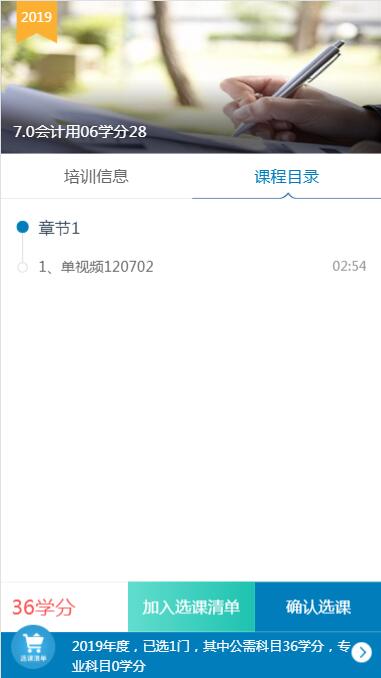 2019
7.0会计用06学分28
培训信息
课程目录
章节1
1、单视频120702
02:54
36学分
加入选课清单
确认选课
选课清单
2019年度，已选1门，其中公需科目36学分，专
业科目0学分